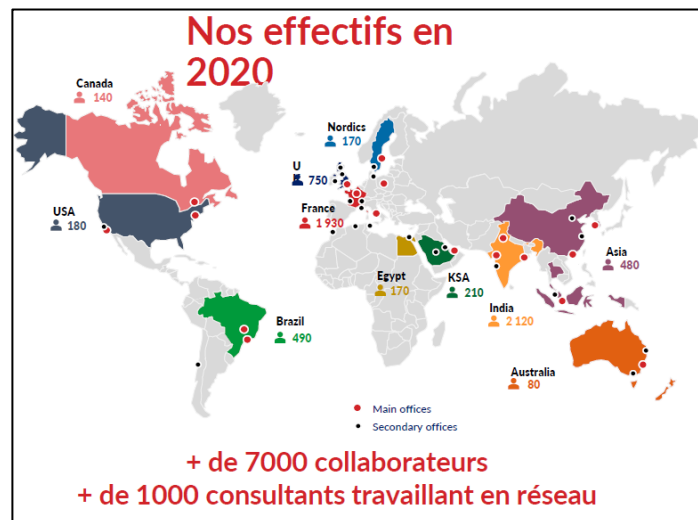 Nos effectifs en
2020
Canada
140
Nordics
170
U
750
USA
180
France
1 930
Asia
480
Egypt
170
KSA
210
India
2 120
Brazil
490
Australia
80
Main offices
Secondary offices
+ de 7000 collaborateurs
+ de 1000 consultants travaillant en réseau